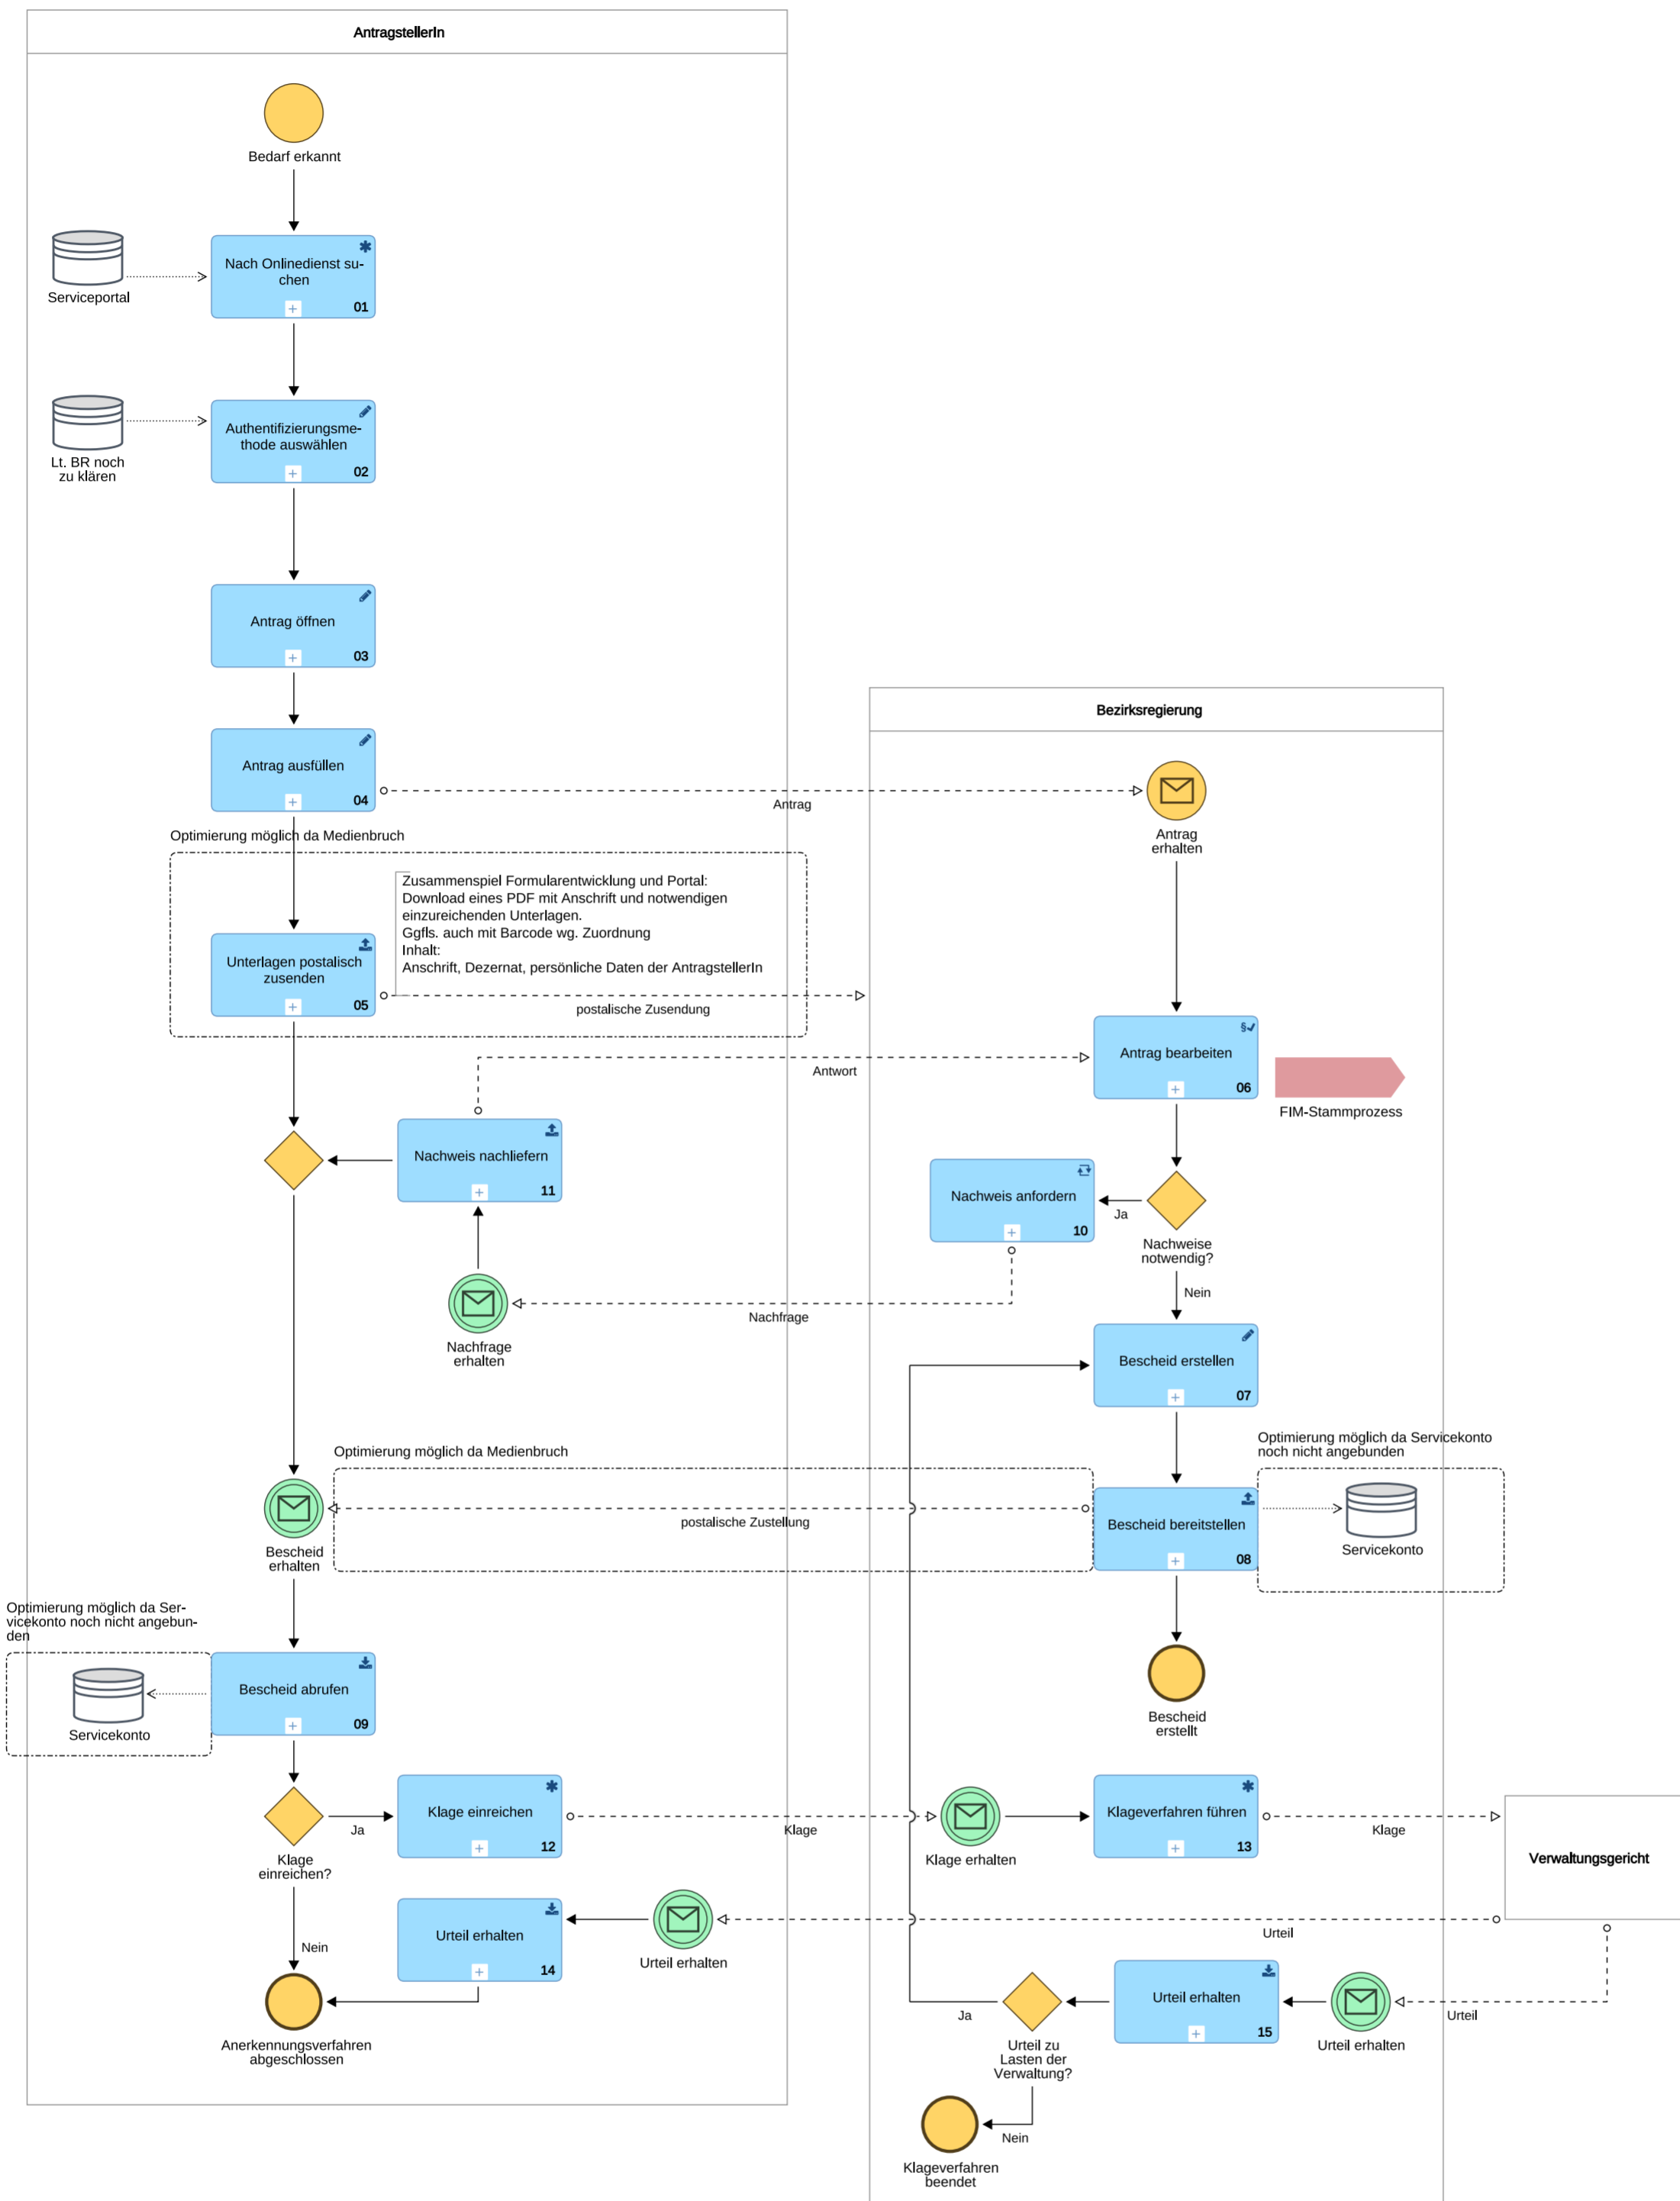 AntragstellerIn
Bedarf erkannt
Nach Onlinedienst su-
chen
01
Serviceportal
Authentifizierungsme-
thode auswählen
02
Lt. BR noch
zu klären
Antrag öffnen
03
Antrag ausfüllen
04
Antrag
Optimierung möglich da Medienbruch
Zusammenspiel Formularentwicklung und Portal:
Download eines PDF mit Anschrift und notwendigen
einzureichenden Unterlagen.
Ggfls. auch mit Barcode wg. Zuordnung
Inhalt:
Anschrift, Dezernat, persönliche Daten der AntragstellerIn
Unterlagen postalisch
zusenden
05
postalische Zusendung
Bezirksregierung
Antrag
erhalten
Antrag bearbeiten
06
FIM-Stammprozess
Antwort
Nachweis nachliefern
11
Nachweis anfordern
10
Ja
Nachweise
notwendig?
Nein
Nachfrage
Nachfrage
erhalten
Bescheid erstellen
07
Optimierung möglich da Medienbruch
Optimierung möglich da Servicekonto
noch nicht angebunden
postalische Zustellung
Bescheid bereitstellen
08
Servicekonto
Bescheid
erhalten
Optimierung möglich da Ser-
vicekonto noch nicht angebun-
den
Servicekonto
Bescheid abrufen
09
Bescheid
erstellt
Klage
einreichen?
Ja
Klage einreichen
12
Klage
Klage erhalten
Klageverfahren führen
13
Klage
Verwaltungsgericht
Nein
Urteil erhalten
14
Urteil erhalten
Urteil
Anerkennungsverfahren
abgeschlossen
Ja
Urteil zu
Lasten der
Verwaltung?
Urteil erhalten
15
Urteil erhalten
Urteil
Nein
Klageverfahren
beendet